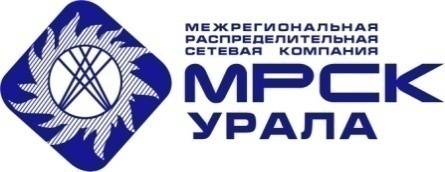 МЕЖРЕГИОНАЛЬНАЯ
РАСПРЕДЕЛИТЕЛЬНАЯ
СЕТЕВАЯ КОМПАНИЯ
МРСК
УРАЛА